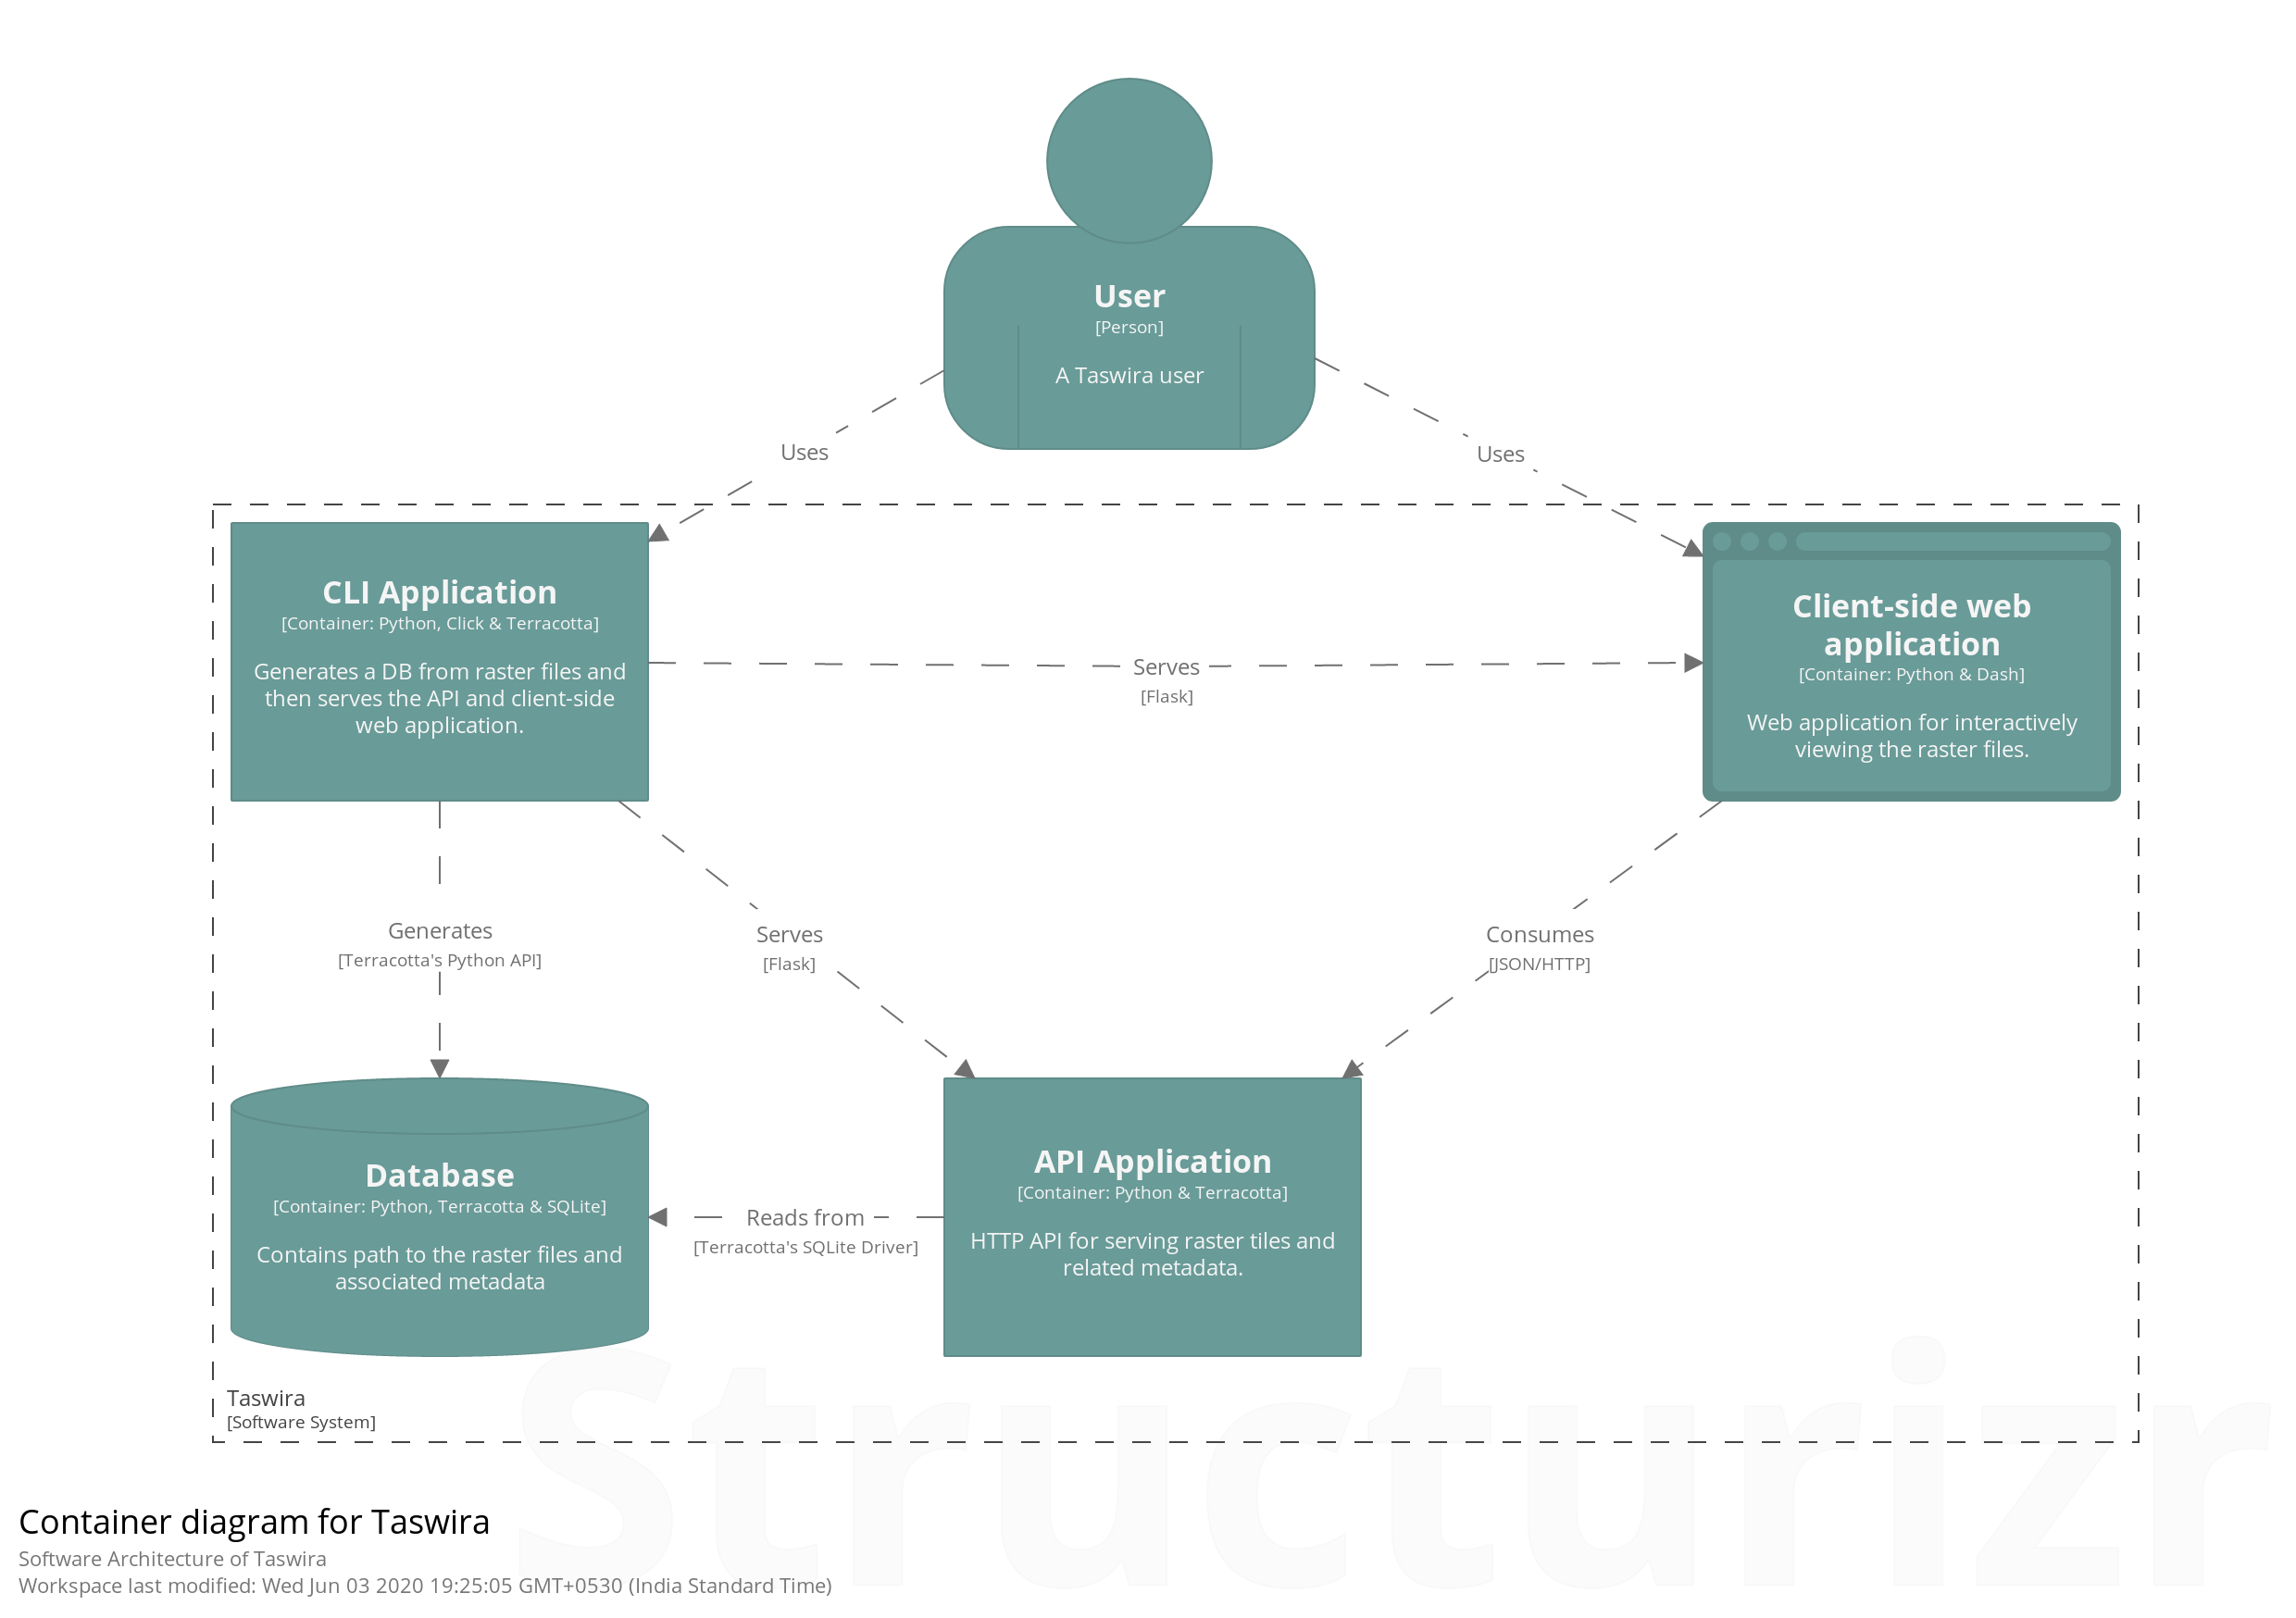 User
[Person]
A Taswira user
Uses
Uses
CLI Application
[Container: Python, Click & Terracotta]
Generates a DB from raster files and
then serves the API and client-side
web application.
Serves
[Flask]
Client-side web
application
[Container: Python & Dash]
Web application for interactively
viewing the raster files.
Generates
[Terracotta's Python API]
Serves
[Flask]
Consumes
[JSON/HTTP]
Database
[Container: Python, Terracotta & SQLite]
Contains path to the raster files and
associated metadata
Reads from
[Terracotta's SQLite Driver]
API Application
[Container: Python & Terracotta]
HTTP API for serving raster tiles and
related metadata.
Taswira
[Software System]
Structurizr
Container diagram for Taswira
Software Architecture of Taswira
Workspace last modified: Wed Jun 03 2020 19:25:05 GMT+0530 (India Standard Time)